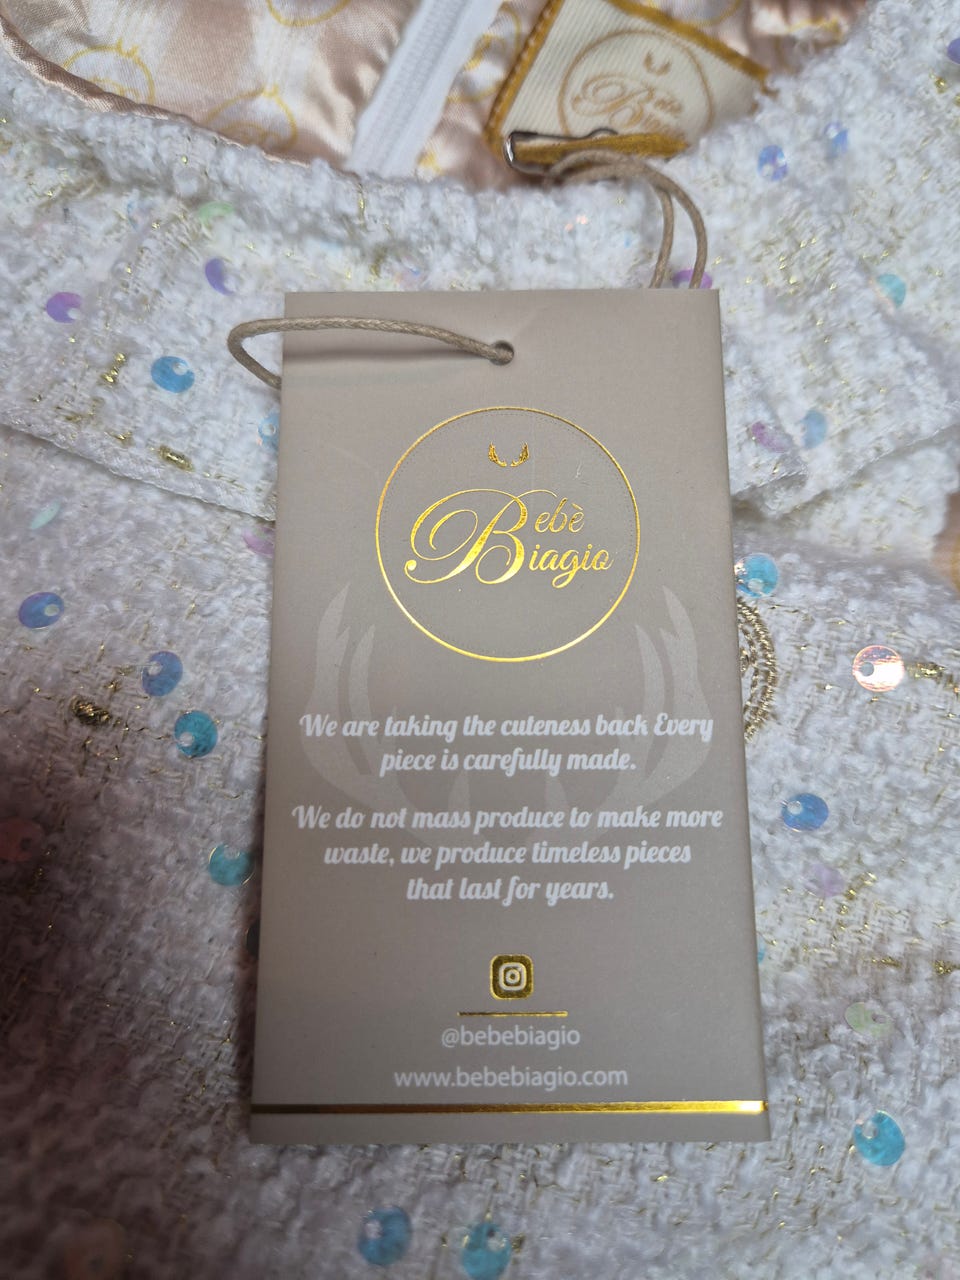 Bebè
Biagio
We are taking the cuteness back Every
piece is carefully made.
We do not mass produce to make more
waste, we produce timeless pieces
that last for years.
@bebebiagio
www.bebebiagio.com